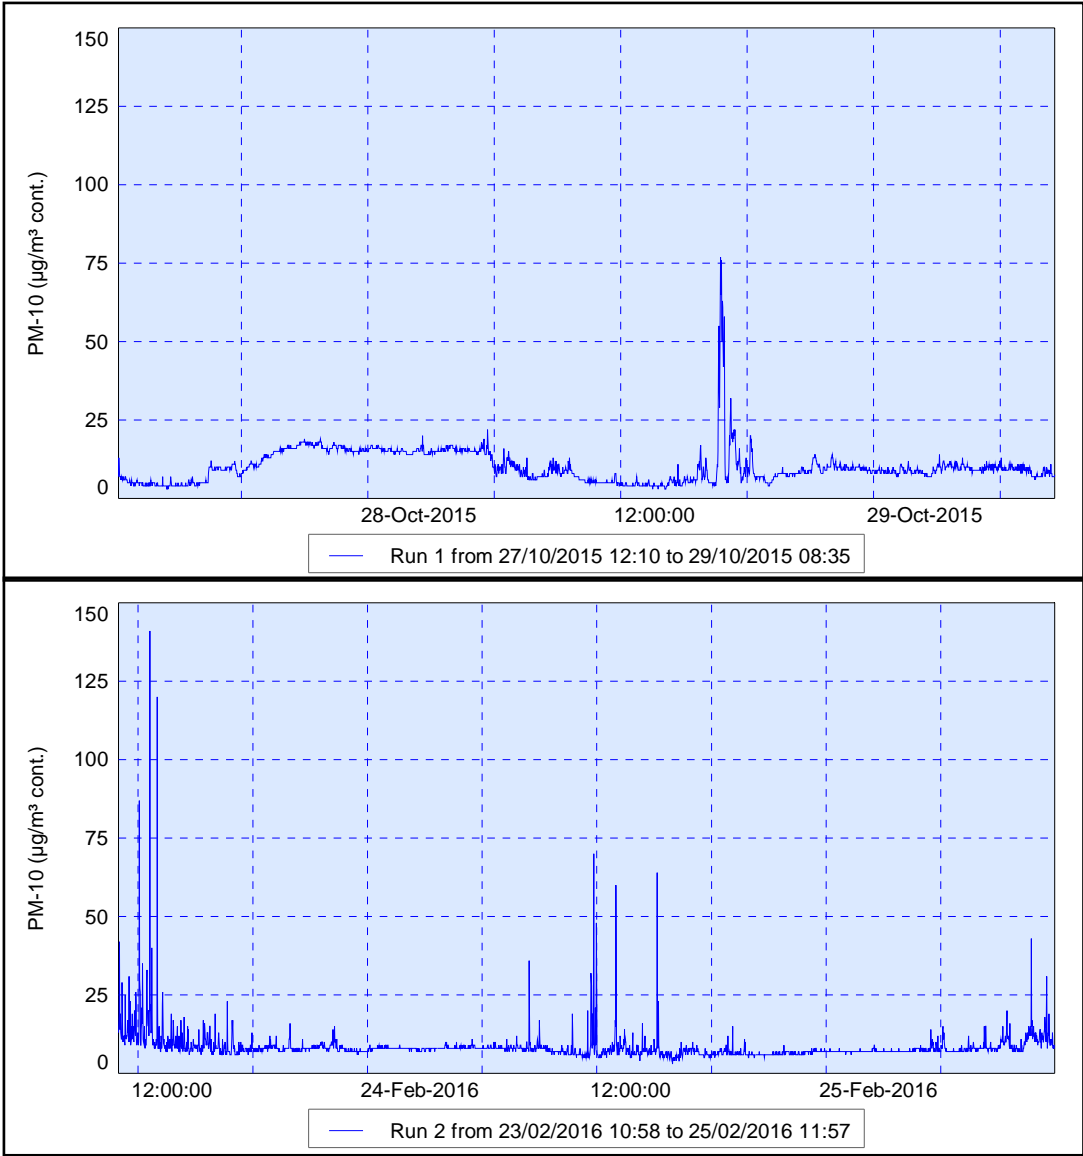 150
125
100
75
50
25
0
PM-10 (µg/m³ cont.)
28-Oct-2015 12:00:00 29-Oct-2015
Run 1 from 27/10/2015 12:10 to 29/10/2015 08:35
150
125
100
75
50
25
0
PM-10 (µg/m³ cont.)
12:00:00 24-Feb-2016 12:00:00 25-Feb-2016
Run 2 from 23/02/2016 10:58 to 25/02/2016 11:57